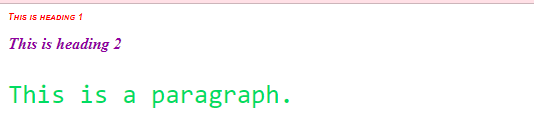 This is heading 1
This is heading 2
This is a paragraph.